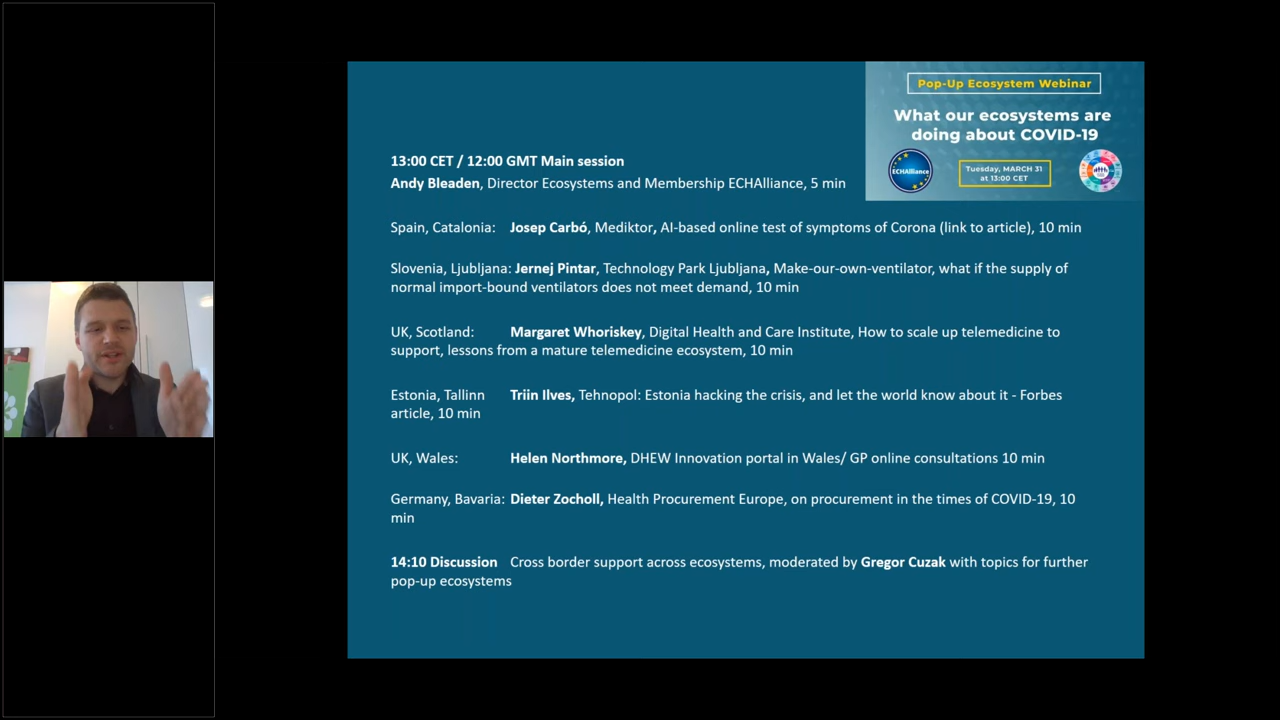 Pop-Up Ecosystem Webinar
What our ecosystems are
doing about COVID-19
ECHAlliance
Tuesday, MARCH 31
at 13:00 CET
13:00 CET / 12:00 GMT Main session
Andy Bleaden, Director Ecosystems and Membership ECHAlliance, 5 min
Spain, Catalonia: Josep Carbó, Mediktor, AI-based online test of symptoms of Corona (link to article), 10 min
Slovenia, Ljubljana: Jernej Pintar, Technology Park Ljubljana, Make-our-own-ventilator, what if the supply of
normal import-bound ventilators does not meet demand, 10 min
UK, Scotland: Margaret Whoriskey, Digital Health and Care Institute, How to scale up telemedicine to
support, lessons from a mature telemedicine ecosystem, 10 min
Estonia, Tallinn Triin Ilves, Tehnopol: Estonia hacking the crisis, and let the world know about it - Forbes
article, 10 min
UK, Wales: Helen Northmore, DHEW Innovation portal in Wales/ GP online consultations 10 min
Germany, Bavaria: Dieter Zocholl, Health Procurement Europe, on procurement in the times of COVID-19, 10
min
14:10 Discussion Cross border support across ecosystems, moderated by Gregor Cuzak with topics for further
pop-up ecosystems